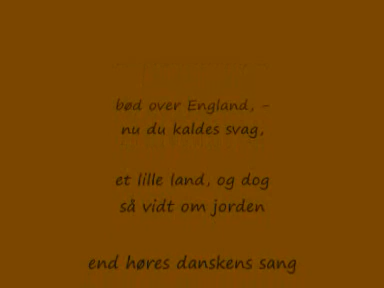 bød over England, –
nu du kaldes svag,
et lille land, og dog
så vidt om jorden
end høres danskens sang